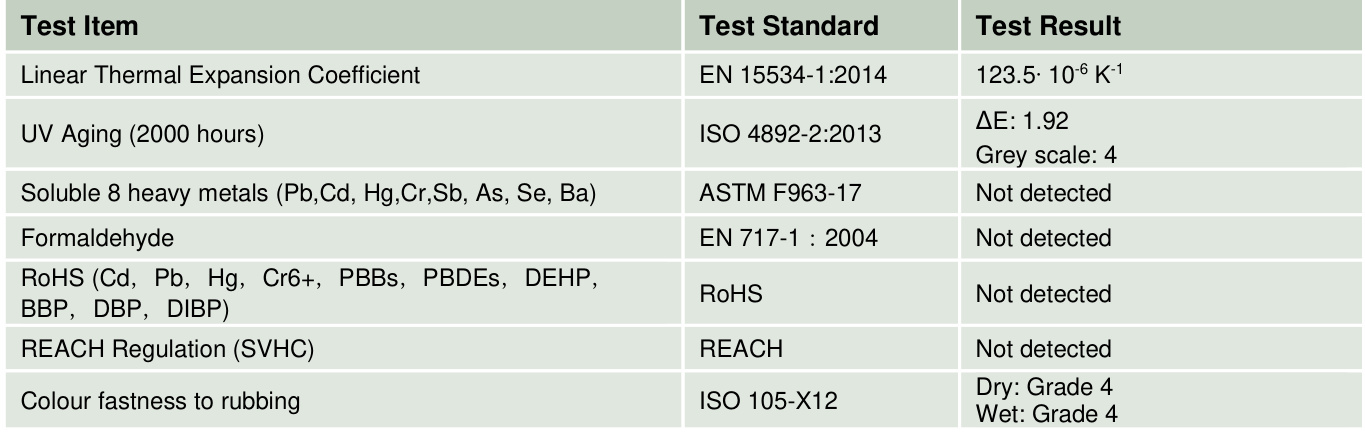 Test Item Test Standard Test Result
Linear Thermal Expansion Coefficient EN 15534-1:2014 123.5· 10⁻⁶ K⁻¹
UV Aging (2000 hours) ISO 4892-2:2013 ΔE: 1.92
Grey scale: 4
Soluble 8 heavy metals (Pb,Cd, Hg,Cr,Sb, As, Se, Ba) ASTM F963-17 Not detected
Formaldehyde EN 717-1：2004 Not detected
RoHS (Cd， Pb， Hg， Cr6+， PBBs， PBDEs， DEHP，
BBP， DBP， DIBP) RoHS Not detected
REACH Regulation (SVHC) REACH Not detected
Colour fastness to rubbing ISO 105-X12 Dry: Grade 4
Wet: Grade 4